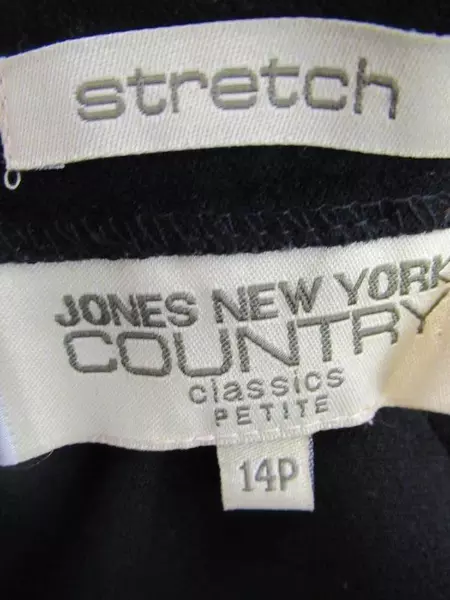 stretch
JONES NEW YORK
COUNTRY
classics
PETITE
14P